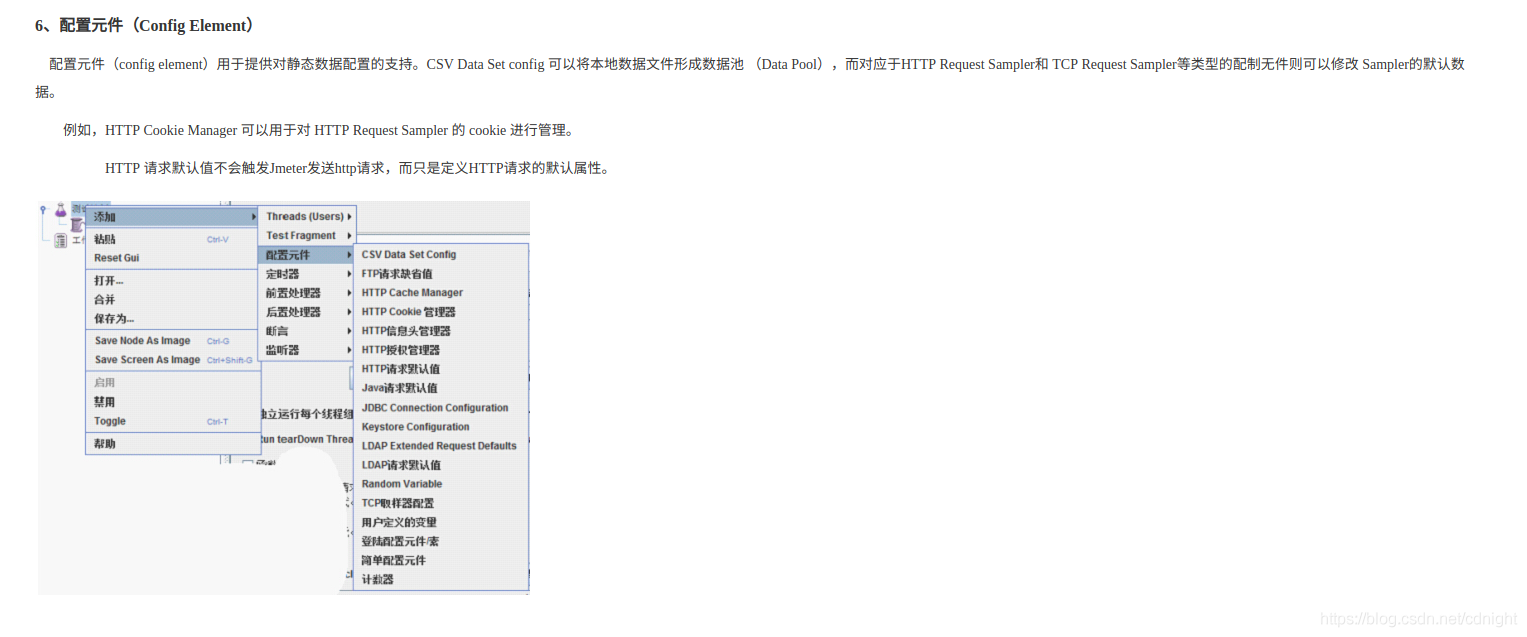 6、配置元件（Config Element）
配置元件（config element）用于提供对静态数据配置的支持。CSV Data Set config 可以将本地数据文件形成数据池 （Data Pool），而对应于HTTP Request Sampler和 TCP Request Sampler等类型的配制无件则可以修改 Sampler的默认数
据。
例如，HTTP Cookie Manager 可以用于对 HTTP Request Sampler 的 cookie 进行管理。
HTTP 请求默认值不会触发Jmeter发送http请求，而只是定义HTTP请求的默认属性。
添加
粘贴 Ctrl-V
Reset Gui
打开...
合并
保存为...
Save Node As Image Ctrl-G
Save Screen As Image Ctrl+Shift-G
启用
禁用
Toggle Ctrl-T
帮助
Threads (Users)
Test Fragment
配置元件
定时器
前置处理器
后置处理器
断言
监听器
CSV Data Set Config
FTP请求缺省值
HTTP Cache Manager
HTTP Cookie 管理器
HTTP信息头管理器
HTTP授权管理器
HTTP请求默认值
Java请求默认值
JDBC Connection Configuration
Keystore Configuration
LDAP Extended Request Defaults
LDAP请求默认值
Random Variable
TCP取样器配置
用户定义的变量
登陆配置元件/素
简单配置元件
计数器
独立运行每个线程组
Run tearDown Threa
https://blog.csdn.net/cdnight